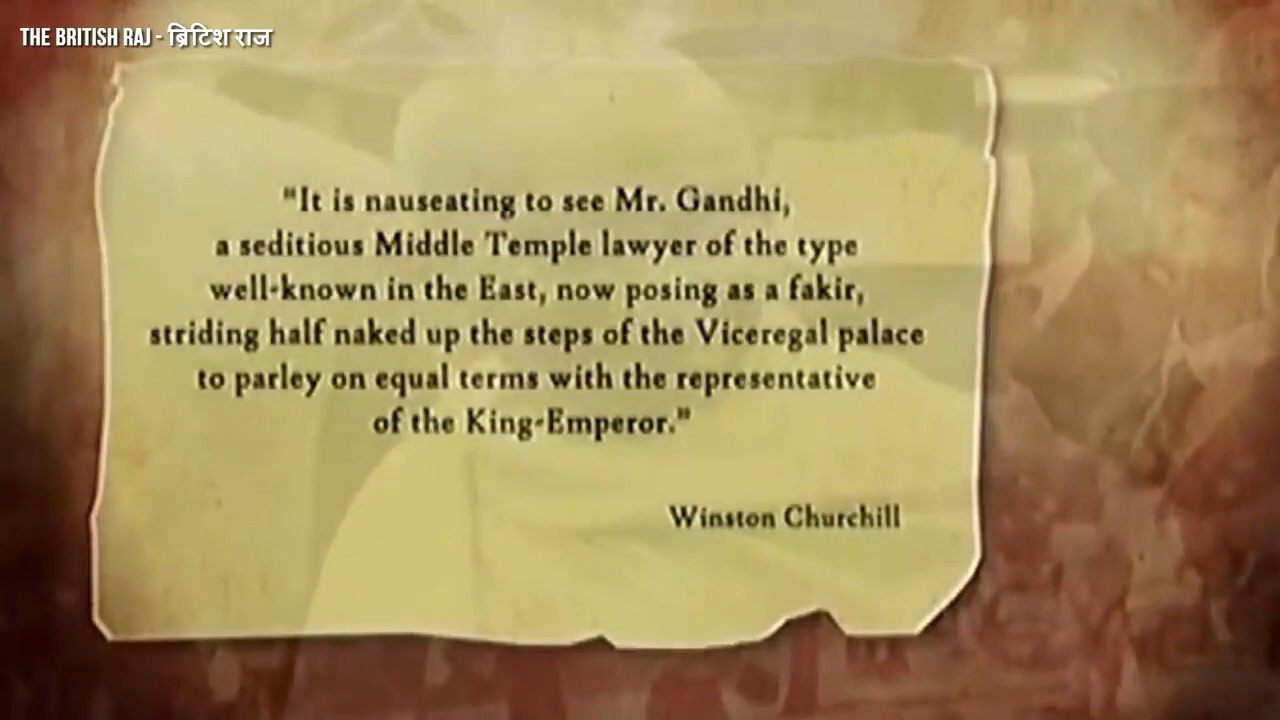 THE BRITISH RAJ - ब्रिटिश राज
"It is nauseating to see Mr. Gandhi,
a seditious Middle Temple lawyer of the type
well-known in the East, now posing as a fakir,
striding half naked up the steps of the Viceregal palace
to parley on equal terms with the representative
of the King-Emperor."
Winston Churchill